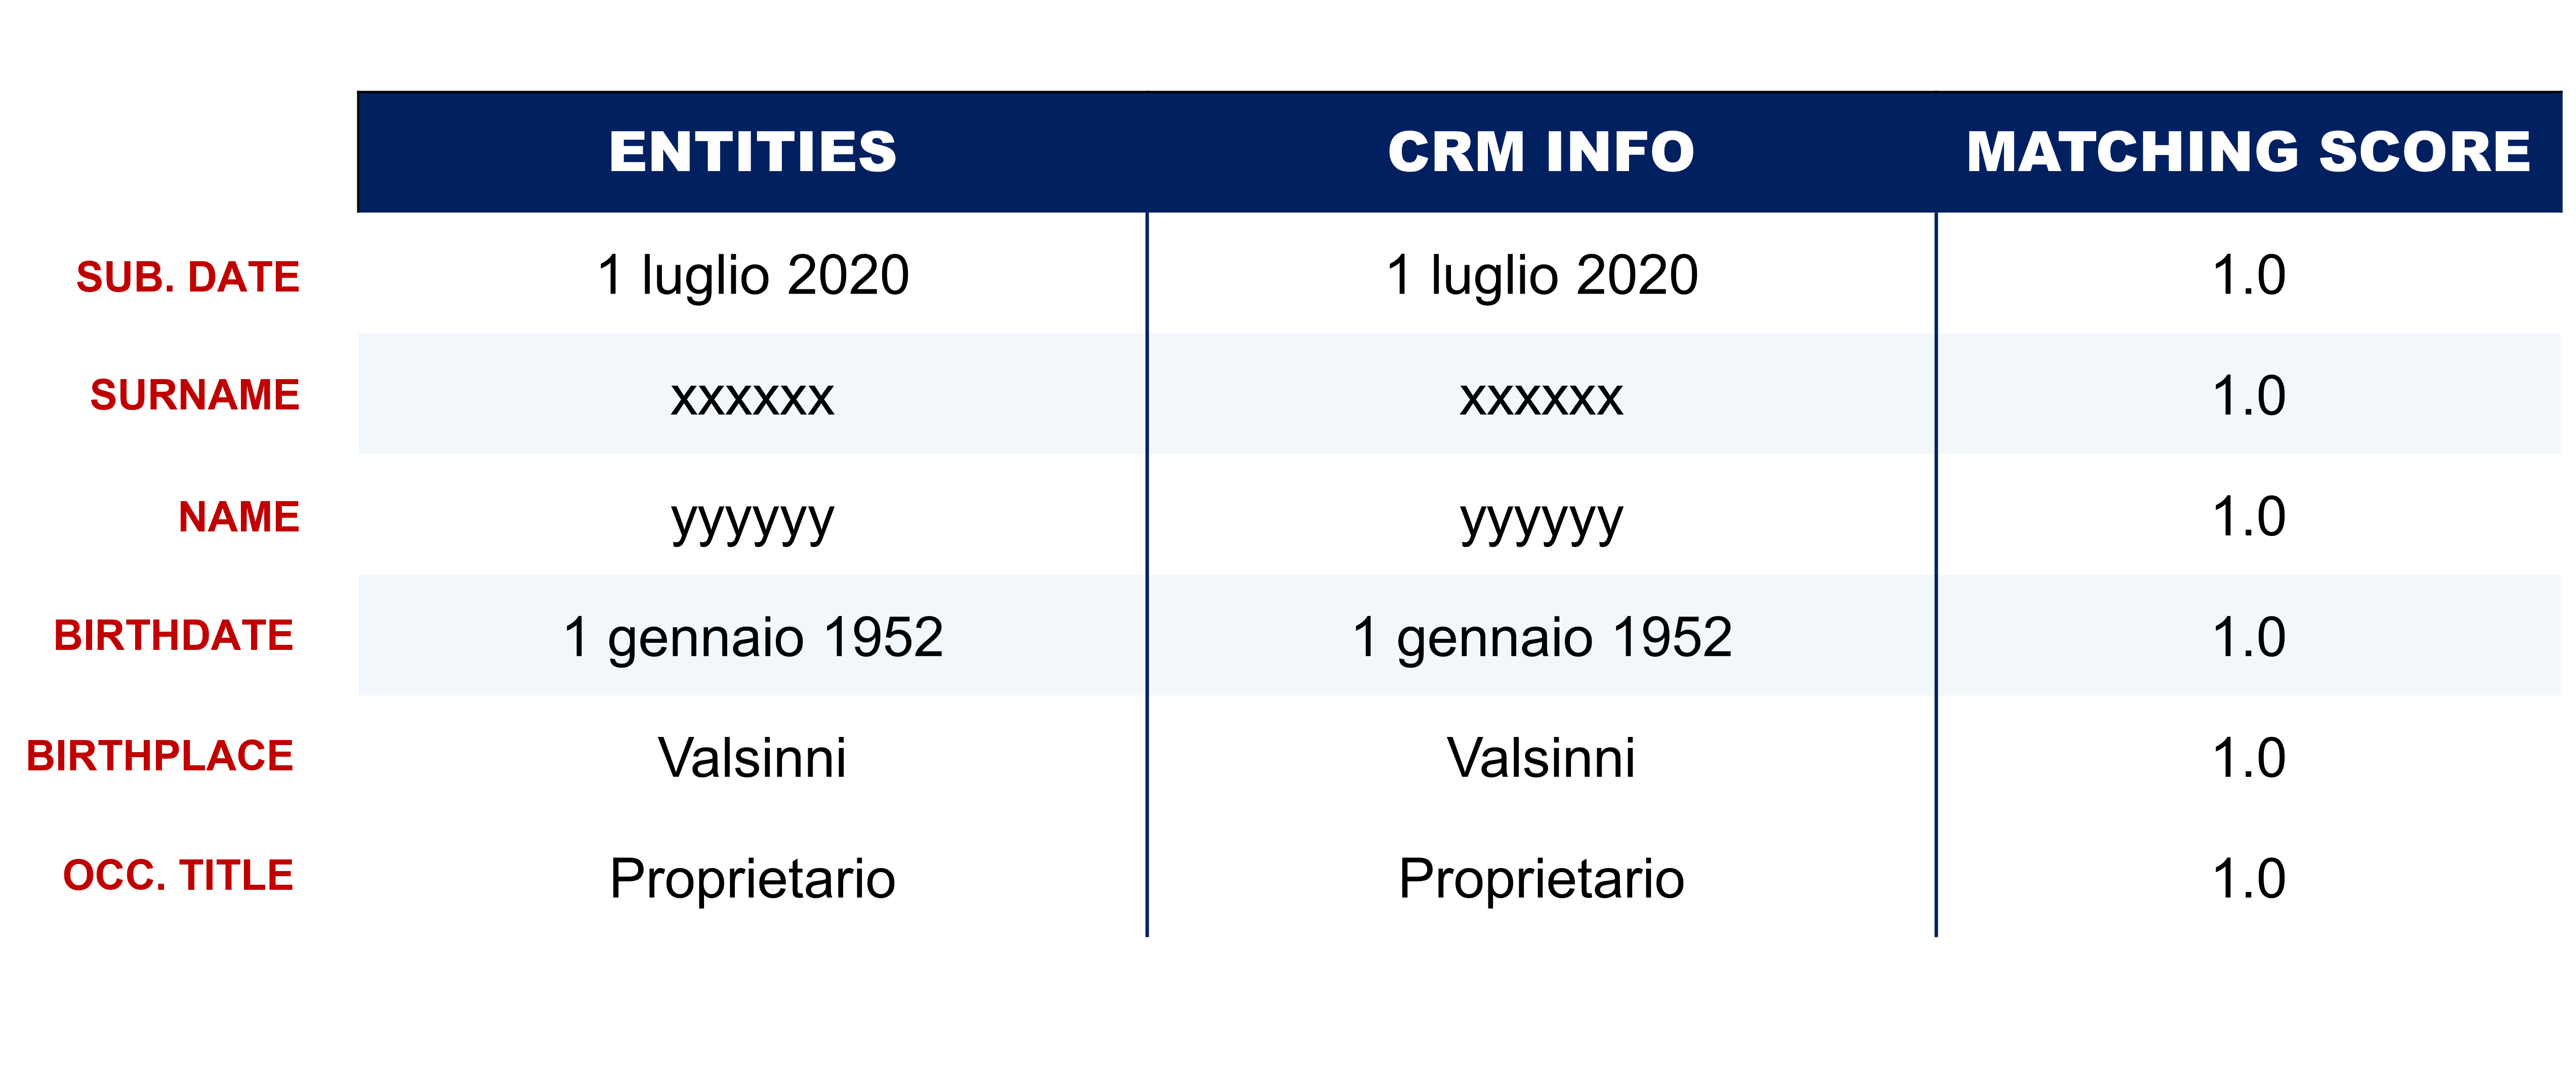 ENTITIES CRM INFO MATCHING SCORE
SUB. DATE 1 luglio 2020 1 luglio 2020 1.0
SURNAME xxxxxx xxxxxx 1.0
NAME yyyyyy yyyyyy 1.0
BIRTHDATE 1 gennaio 1952 1 gennaio 1952 1.0
BIRTHPLACE Valsinni Valsinni 1.0
OCC. TITLE Proprietario Proprietario 1.0